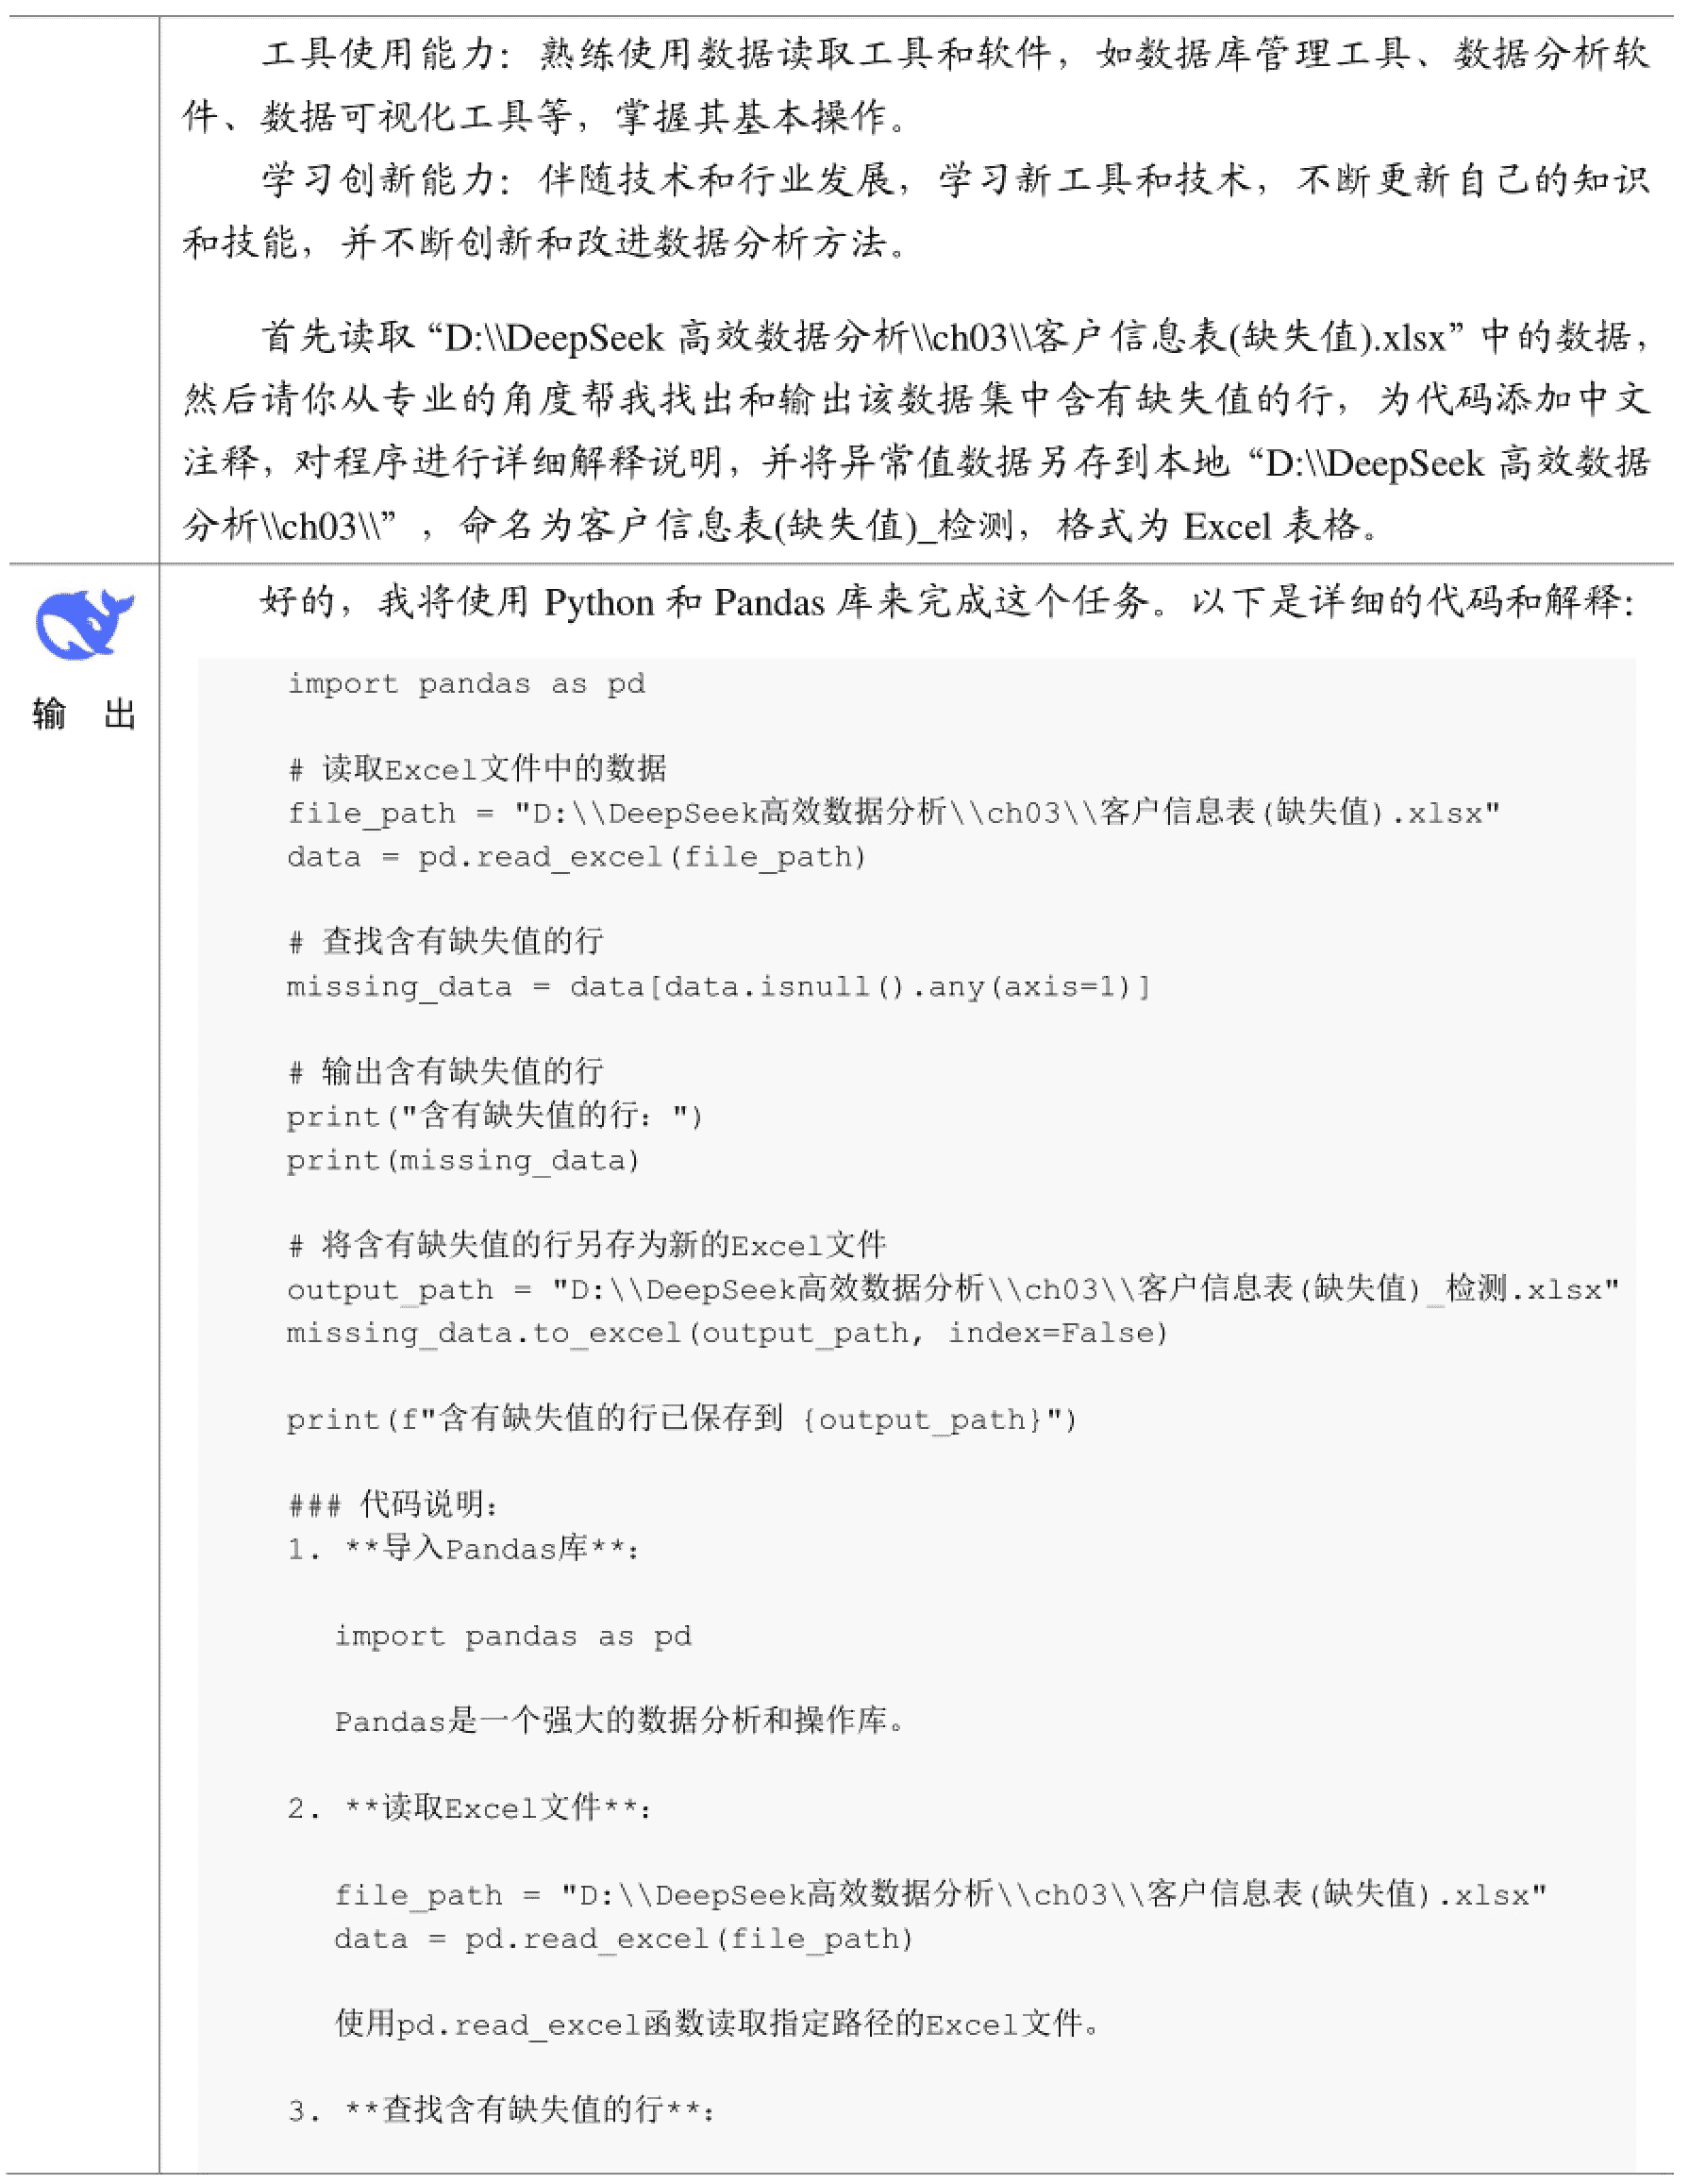 工具使用能力：熟练使用数据读取工具和软件，如数据库管理工具、数据分析软
件、数据可视化工具等，掌握其基本操作。
学习创新能力：伴随技术和行业发展，学习新工具和技术，不断更新自己的知识
和技能，并不断创新和改进数据分析方法。
首先读取“D:\\DeepSeek 高效数据分析\\ch03\\客户信息表(缺失值).xlsx”中的数据，
然后请你从专业的角度帮我找出和输出该数据集中含有缺失值的行，为代码添加中文
注释，对程序进行详细解释说明，并将异常值数据另存到本地“D:\\DeepSeek 高效数据
分析\\ch03\\”，命名为客户信息表(缺失值)_检测，格式为 Excel 表格。
输 出
好的，我将使用 Python 和 Pandas 库来完成这个任务。以下是详细的代码和解释：
import pandas as pd
# 读取Excel文件中的数据
file_path = "D:\\DeepSeek高效数据分析\\ch03\\客户信息表(缺失值).xlsx"
data = pd.read_excel(file_path)
# 查找含有缺失值的行
missing_data = data[data.isnull().any(axis=1)]
# 输出含有缺失值的行
print("含有缺失值的行：")
print(missing_data)
# 将含有缺失值的行另存为新的Excel文件
output_path = "D:\\DeepSeek高效数据分析\\ch03\\客户信息表(缺失值)_检测.xlsx"
missing_data.to_excel(output_path, index=False)
print(f"含有缺失值的行已保存到 {output_path}")
### 代码说明：
1. **导入Pandas库**：
import pandas as pd
Pandas是一个强大的数据分析和操作库。
2. **读取Excel文件**：
file_path = "D:\\DeepSeek高效数据分析\\ch03\\客户信息表(缺失值).xlsx"
data = pd.read_excel(file_path)
使用pd.read_excel函数读取指定路径的Excel文件。
3. **查找含有缺失值的行**：